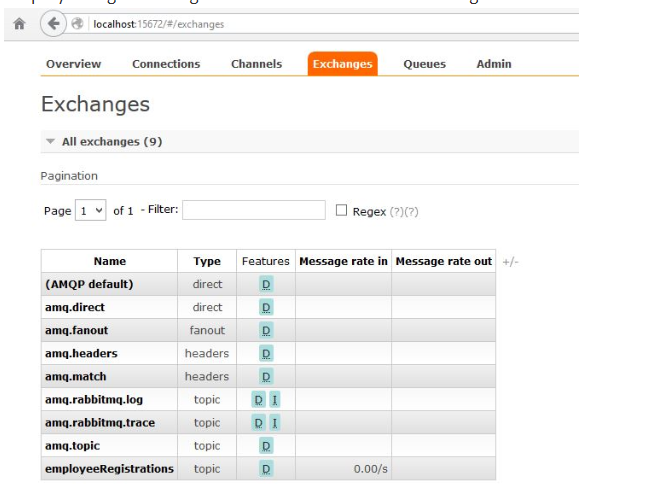 localhost:15672/#/exchanges
Overview Connections Channels Exchanges Queues Admin
Exchanges
All exchanges (9)
Pagination
Page 1 of 1 - Filter: Regex (?)(?)
Name Type Features Message rate in Message rate out +/-
(AMQP default) direct D
amq.direct direct D
amq.fanout fanout D
amq.headers headers D
amq.match headers D
amq.rabbitmq.log topic D I
amq.rabbitmq.trace topic D I
amq.topic topic D
employeeRegistrations topic D 0.00/s